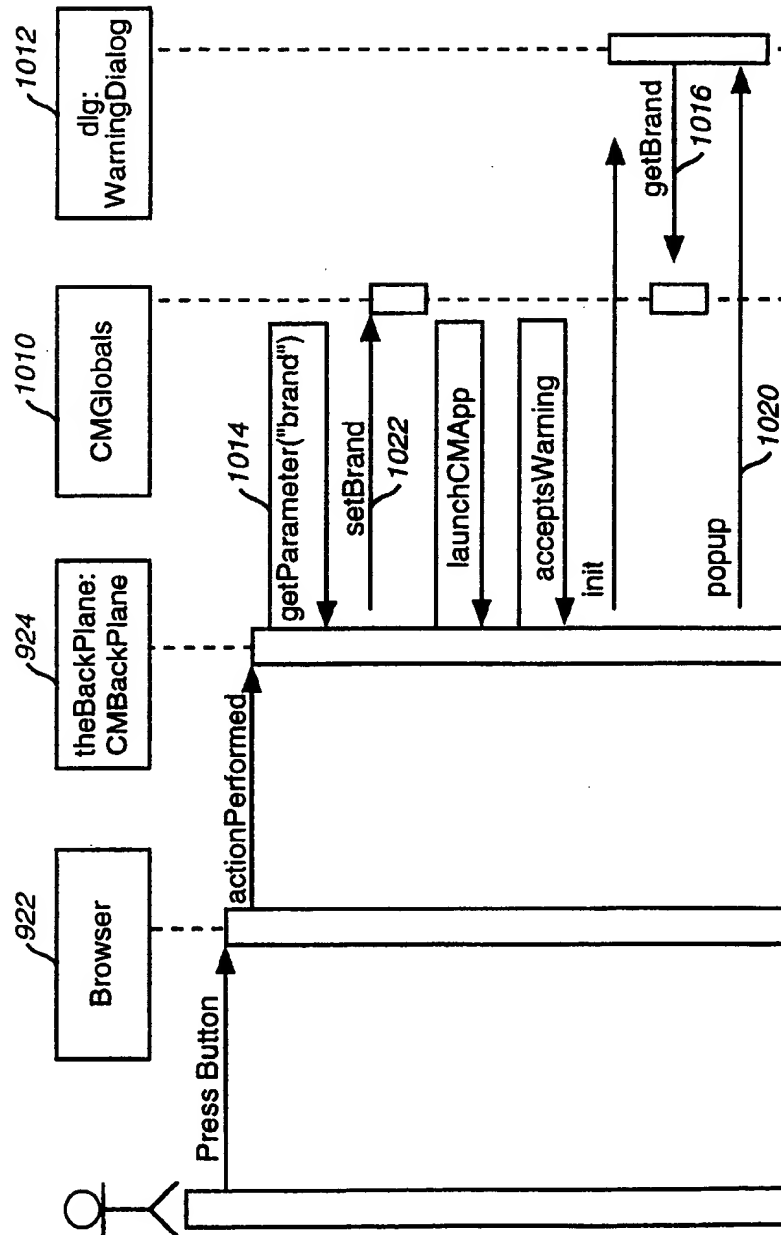 922
924
1010
1012
Browser
theBackPlane:
CMBackPlane
CMGlobals
dlg:
WarningDialog
Press Button
actionPerformed
1014
getParameter("brand")
setBrand
1022
launchCMApp
acceptsWarning
init
getBrand
1016
popup
1020